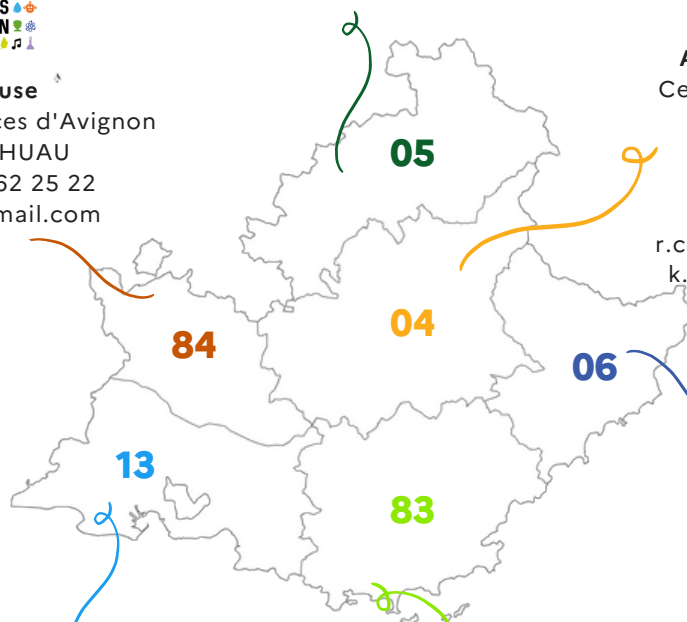 S
N
use
ces d'Avignon
HUAU
62 25 22
mail.com
A
Ce
r.c
k.
05
04
84
06
13
83